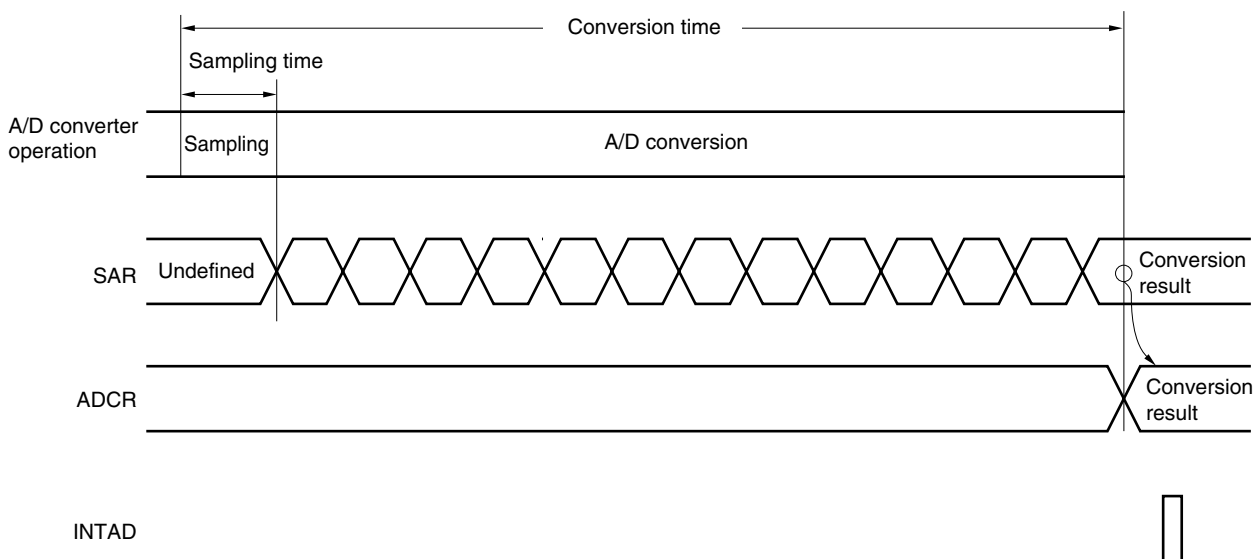 Conversion time
Sampling time
A/D converter
operation
Sampling
A/D conversion
SAR
Undefined
Conversion
result
ADCR
Conversion
result
INTAD